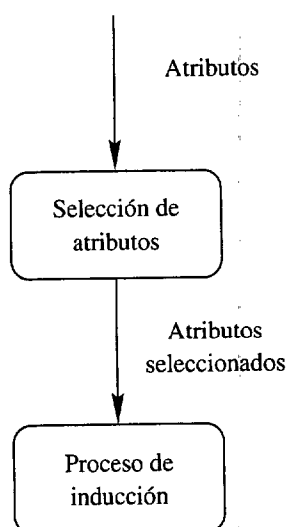 Atributos
Selección de
atributos
Atributos
seleccionados
Proceso de
inducción